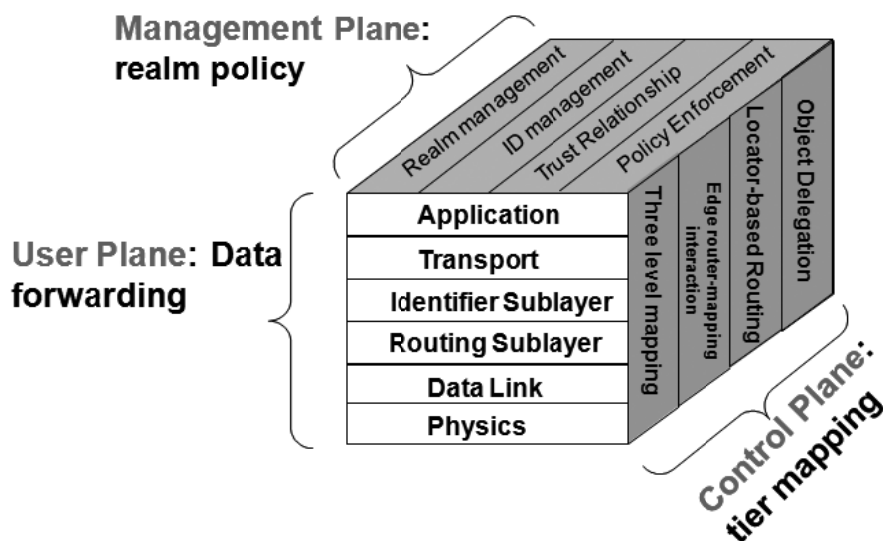 Management Plane:
realm policy
Realm management
ID management
Trust Relationship
Policy Enforcement
User Plane: Data
forwarding
Application
Transport
Identifier Sublayer
Routing Sublayer
Data Link
Physics
Three level mapping
Edge router-mapping
interaction
Locator-based Routing
Object Delegation
Control Plane:
tier mapping